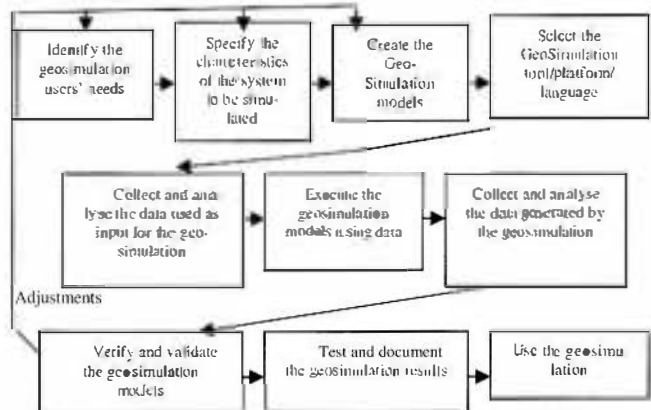 Identify the
geosimulation
users' needs
Specify the
characteristics
of the system
to be simu-
lated
Create the
Geo-
Simulation
models
Select the
GeoSimulation
tool/platform/
language
Collect and ana
lyse the data used as
input for the geo-
simulation
Execute the
geosimulation
models using data
Collect and analyse
the data generated by
the geosimulation
Adjustments
Verify and validate
the geosimulation
models
Test and document
the geosimulation results
Use the geosimu
lation